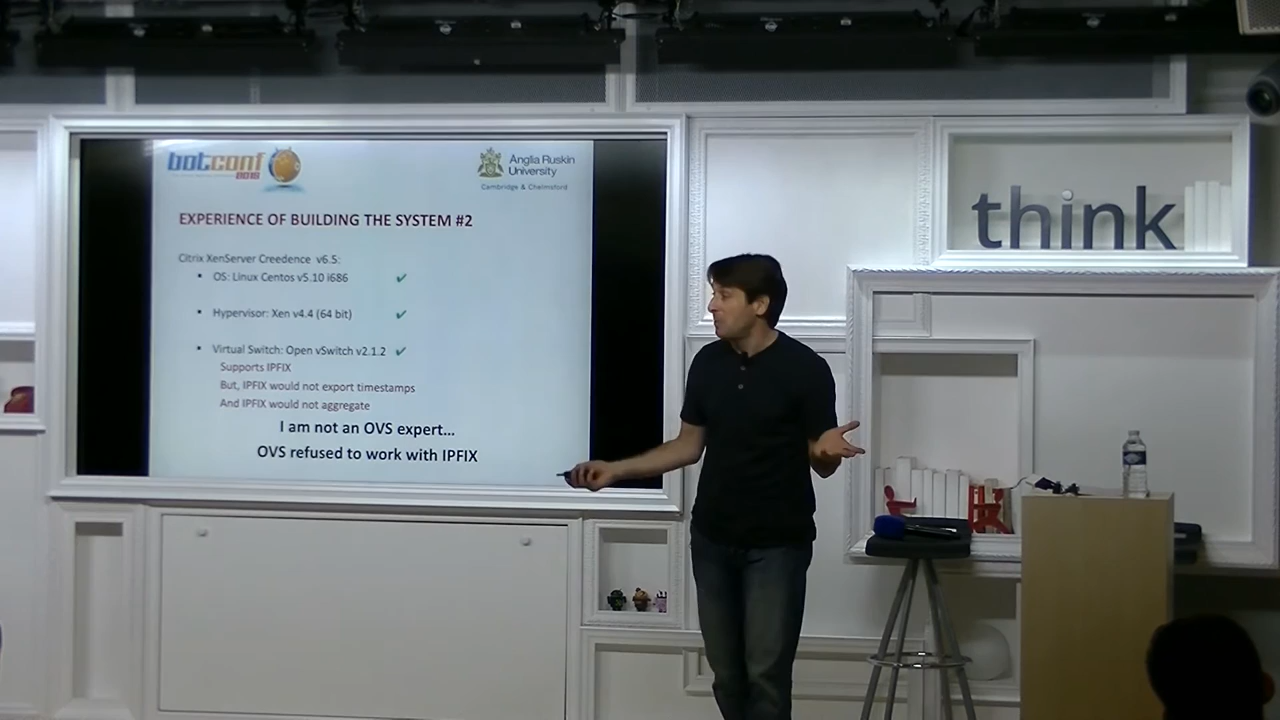 botconf
2015
Anglia Ruskin
University
Cambridge & Chelmsford
EXPERIENCE OF BUILDING THE SYSTEM #2
Citrix XenServer Creedence v6.5:
• OS: Linux Centos v5.10 i686 ✓
• Hypervisor: Xen v4.4 (64 bit) ✓
• Virtual Switch: Open vSwitch v2.1.2 ✓
Supports IPFIX
But, IPFIX would not export timestamps
And IPFIX would not aggregate
I am not an OVS expert...
OVS refused to work with IPFIX
think